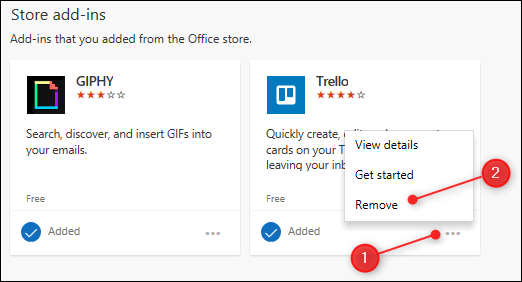 Store add-ins
Add-ins that you added from the Office store.
GIPHY
Search, discover, and insert GIFs into
your emails.
Free
Added
Trello
Quickly create,
cards on your T
leaving your inb
Free
Added
View details
Get started
Remove
2
1